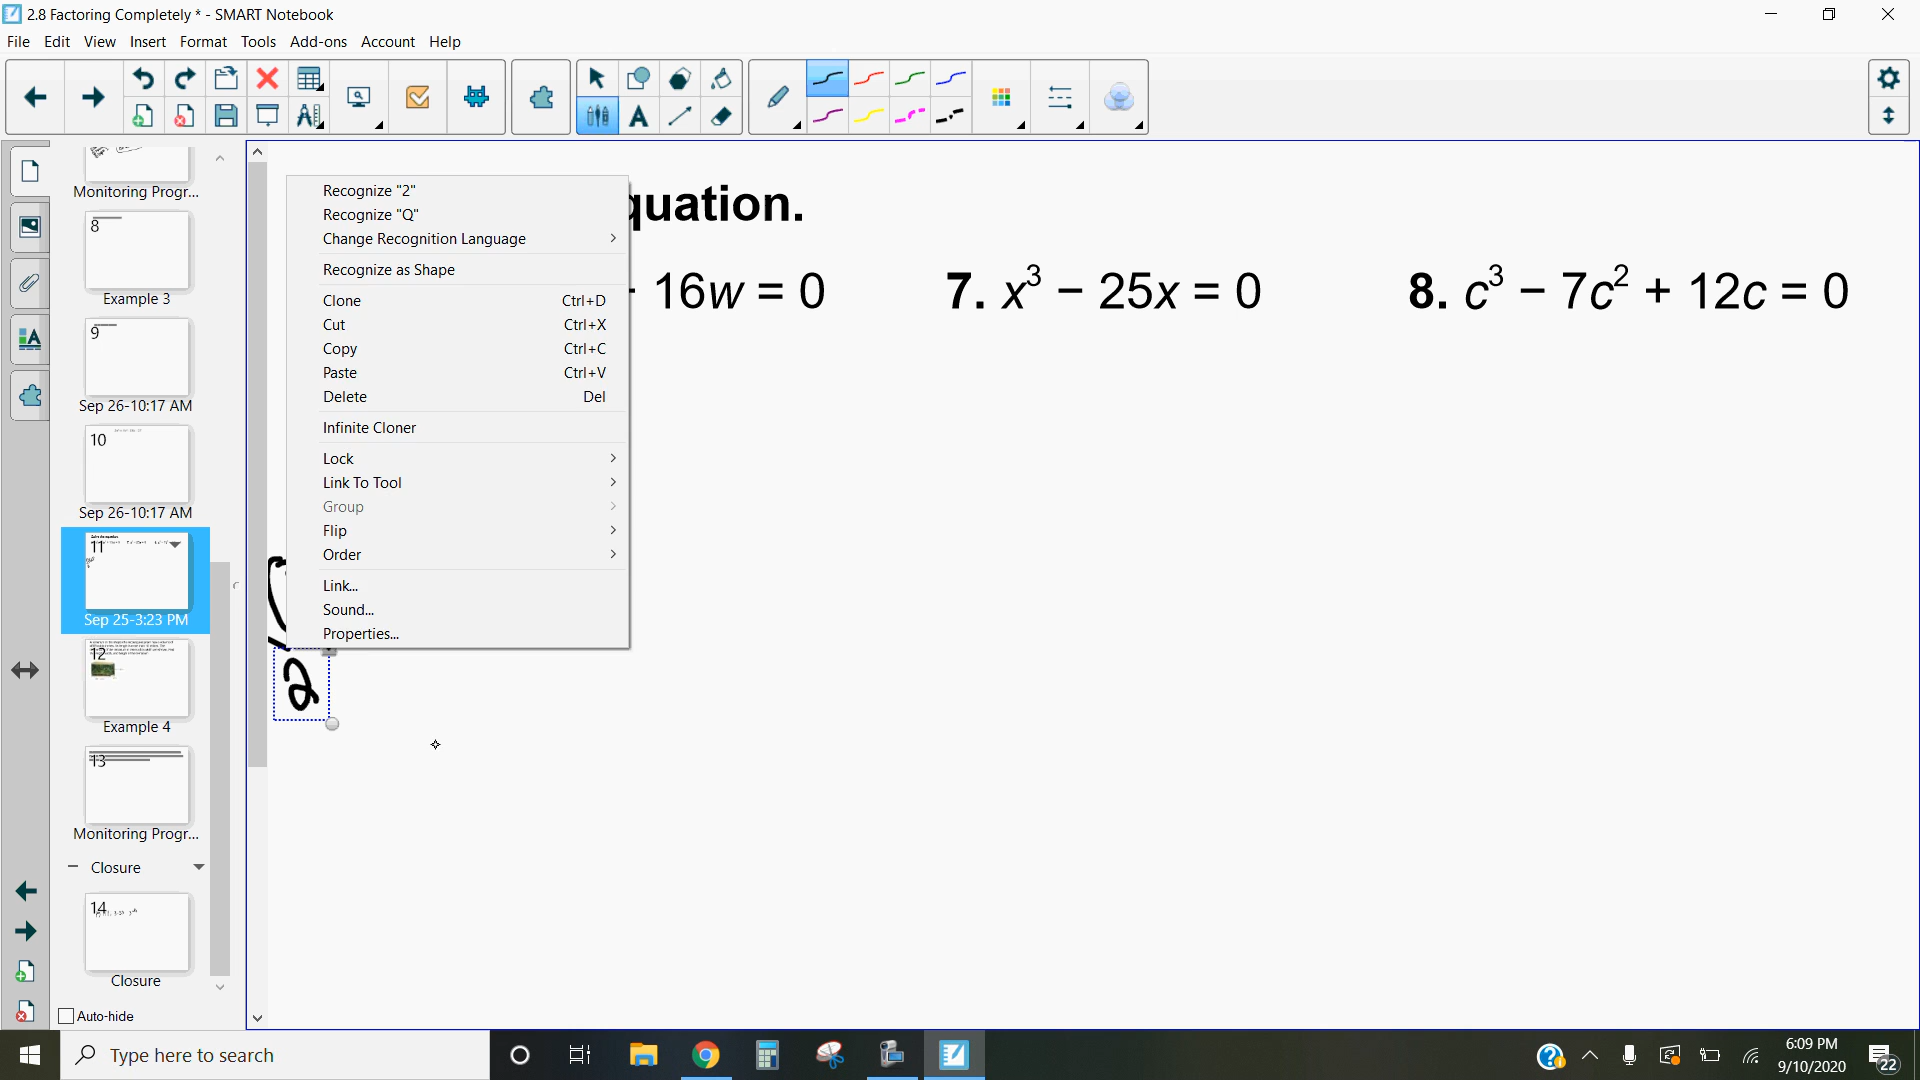 2.8 Factoring Completely * - SMART Notebook
File Edit View Insert Format Tools Add-ons Account Help
Monitoring Progr...
8
Example 3
9
Sep 26-10:17 AM
10
Sep 26-10:17 AM
11
Sep 25-3:23 PM
12
Example 4
13
Monitoring Progr...
Closure
14
Closure
Auto-hide
quation.
16w = 0
7. x³ − 25x = 0
8. c³ − 7c² + 12c = 0
Recognize "2"
Recognize "Q"
Change Recognition Language
Recognize as Shape
Clone Ctrl+D
Cut Ctrl+X
Copy Ctrl+C
Paste Ctrl+V
Delete Del
Infinite Cloner
Lock
Link To Tool
Group
Flip
Order
Link...
Sound...
Properties...
2
Type here to search
6:09 PM
9/10/2020
22